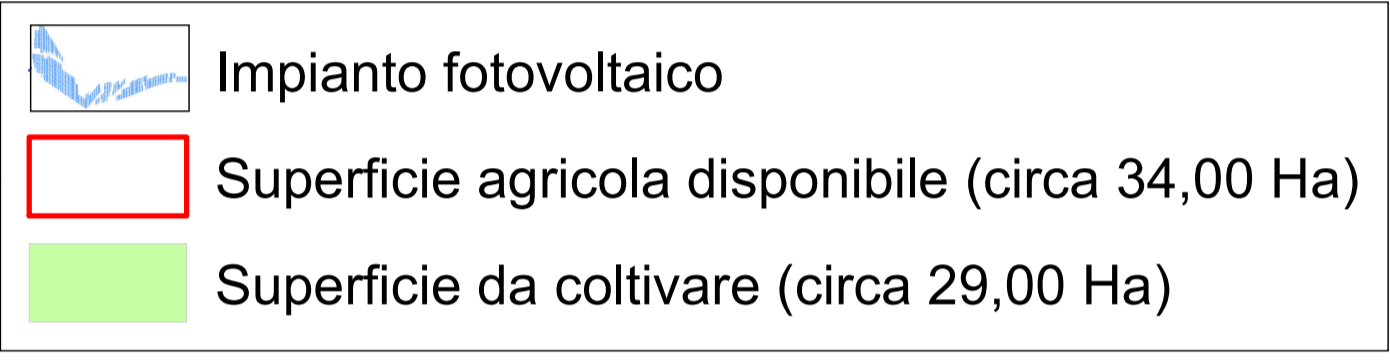 Impianto fotovoltaico
Superficie agricola disponibile (circa 34,00 Ha)
Superficie da coltivare (circa 29,00 Ha)